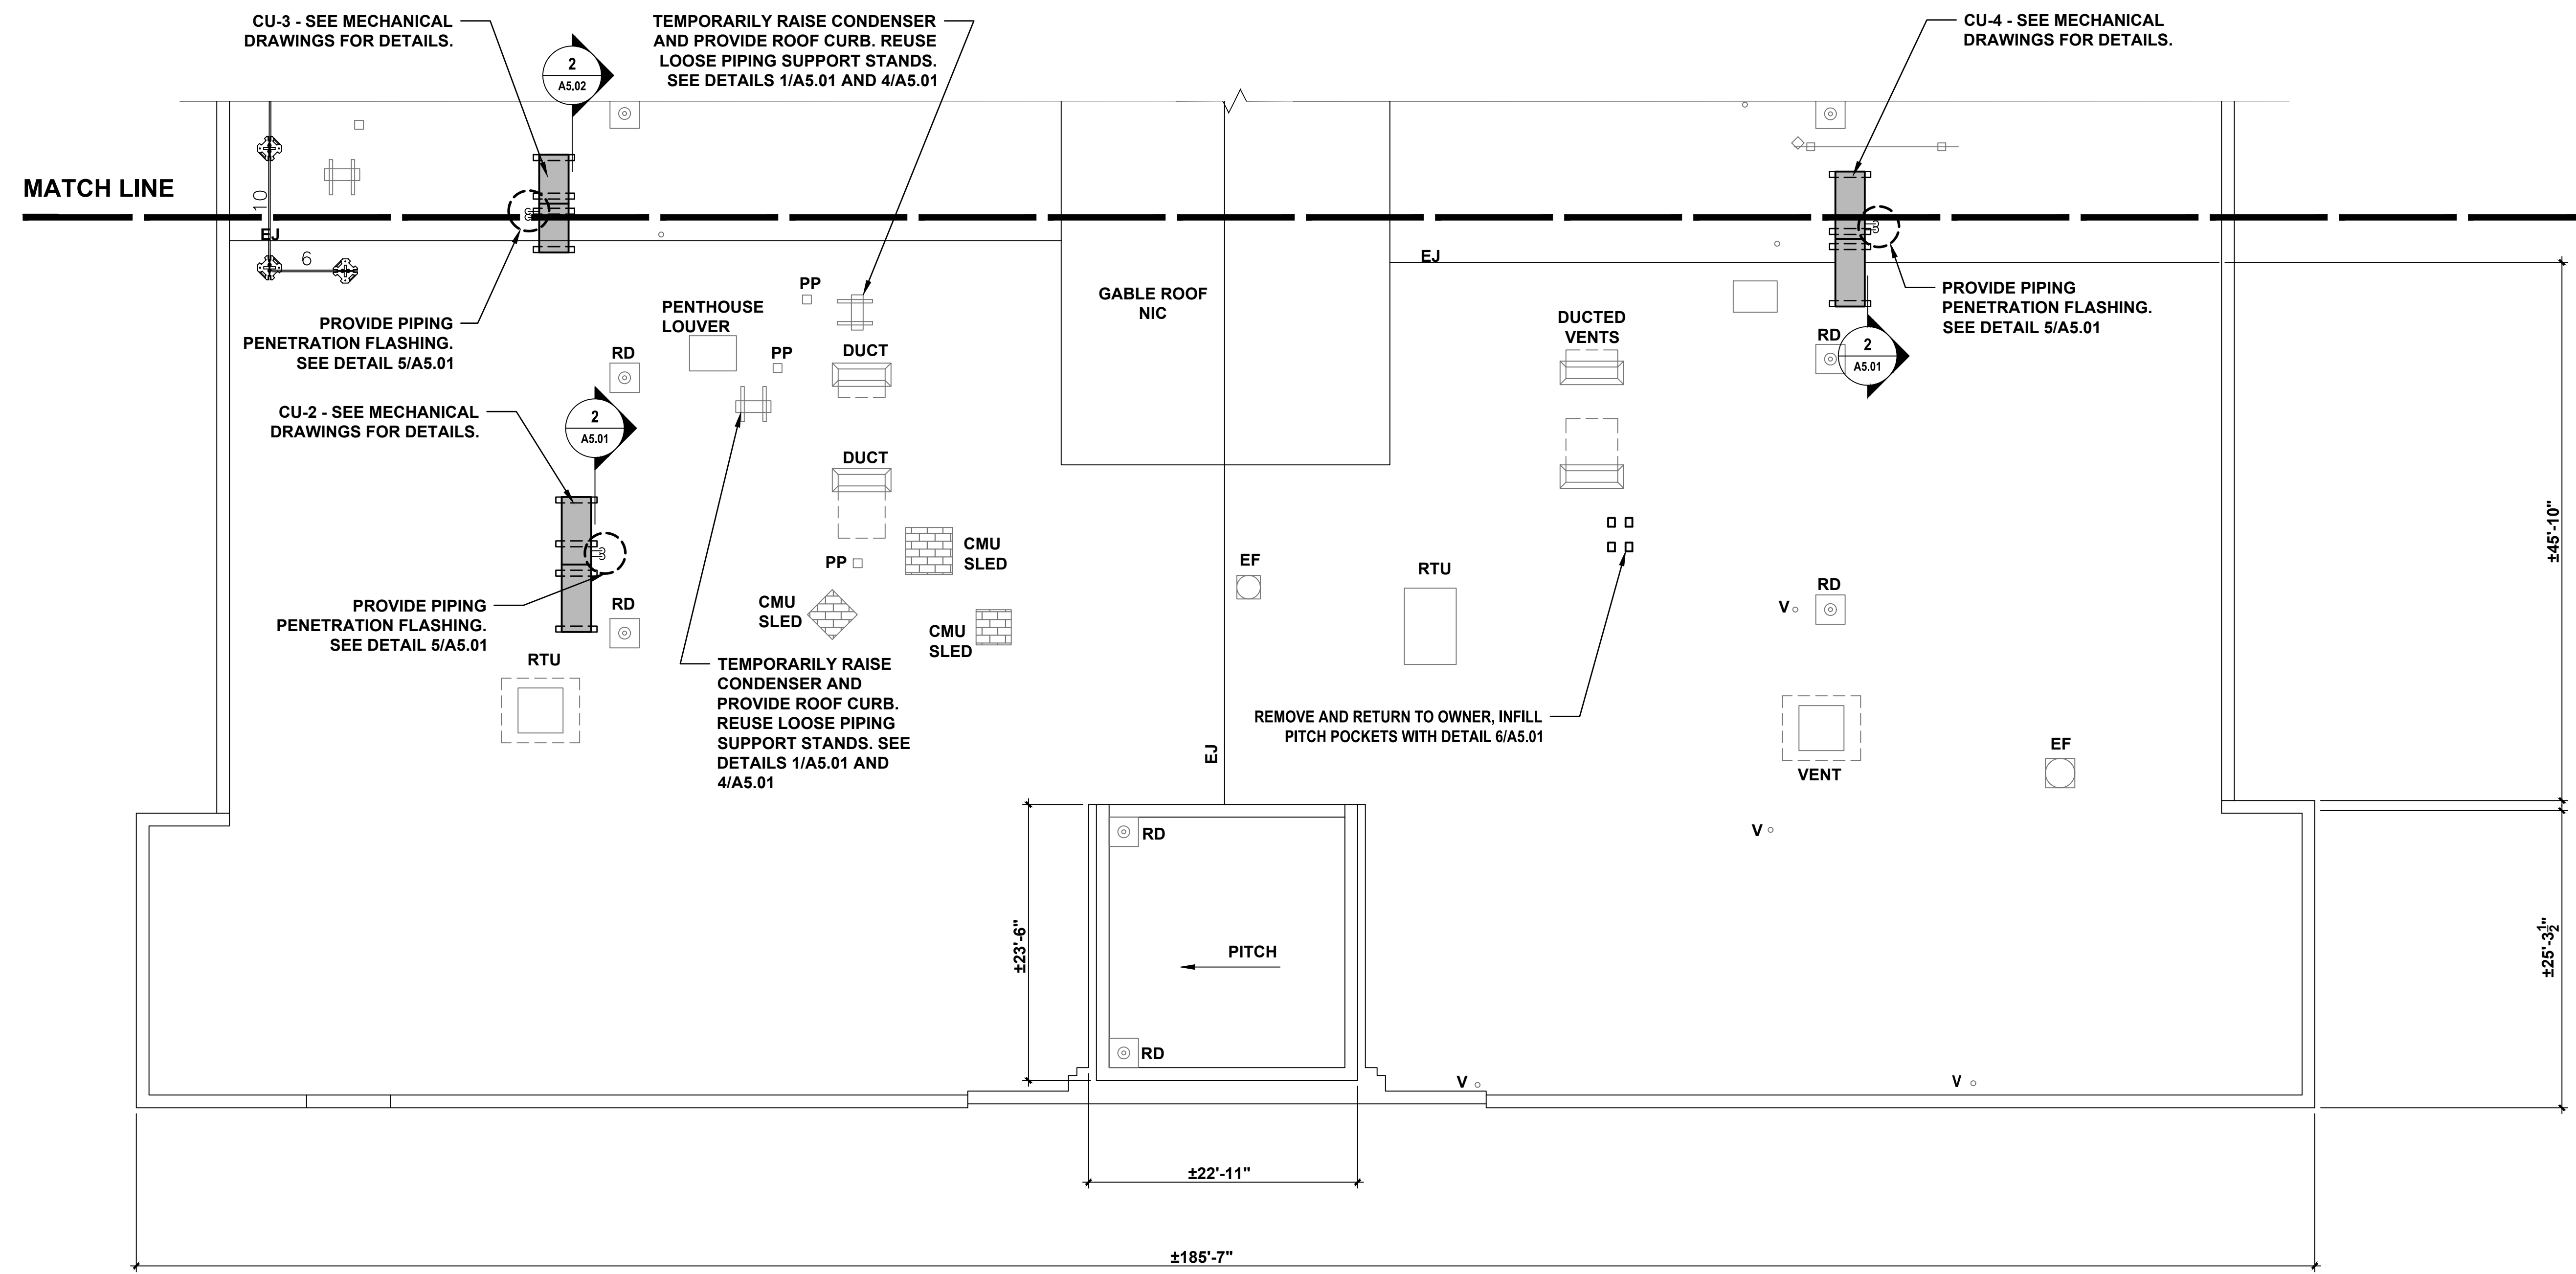 CU-3 - SEE MECHANICAL
DRAWINGS FOR DETAILS.
2
A5.02
TEMPORARILY RAISE CONDENSER
AND PROVIDE ROOF CURB. REUSE
LOOSE PIPING SUPPORT STANDS.
SEE DETAILS 1/A5.01 AND 4/A5.01
CU-4 - SEE MECHANICAL
DRAWINGS FOR DETAILS.
MATCH LINE
10
EJ
6
EJ
PROVIDE PIPING
PENETRATION FLASHING.
SEE DETAIL 5/A5.01
PENTHOUSE
LOUVER
PP
PP
RD
DUCT
GABLE ROOF
NIC
DUCTED
VENTS
RD
2
A5.01
PROVIDE PIPING
PENETRATION FLASHING.
SEE DETAIL 5/A5.01
CU-2 - SEE MECHANICAL
DRAWINGS FOR DETAILS.
2
A5.01
DUCT
CMU
SLED
PP
EF
RTU
±45'-10"
PROVIDE PIPING
PENETRATION FLASHING.
SEE DETAIL 5/A5.01
RD
CMU
SLED
CMU
SLED
V
RD
RTU
TEMPORARILY RAISE
CONDENSER AND
PROVIDE ROOF CURB.
REUSE LOOSE PIPING
SUPPORT STANDS. SEE
DETAILS 1/A5.01 AND
4/A5.01
REMOVE AND RETURN TO OWNER, INFILL
PITCH POCKETS WITH DETAIL 6/A5.01
EJ
VENT
EF
RD
V
±23'-6"
PITCH
±25'-3 1/2"
RD
V
V
±22'-11"
±185'-7"